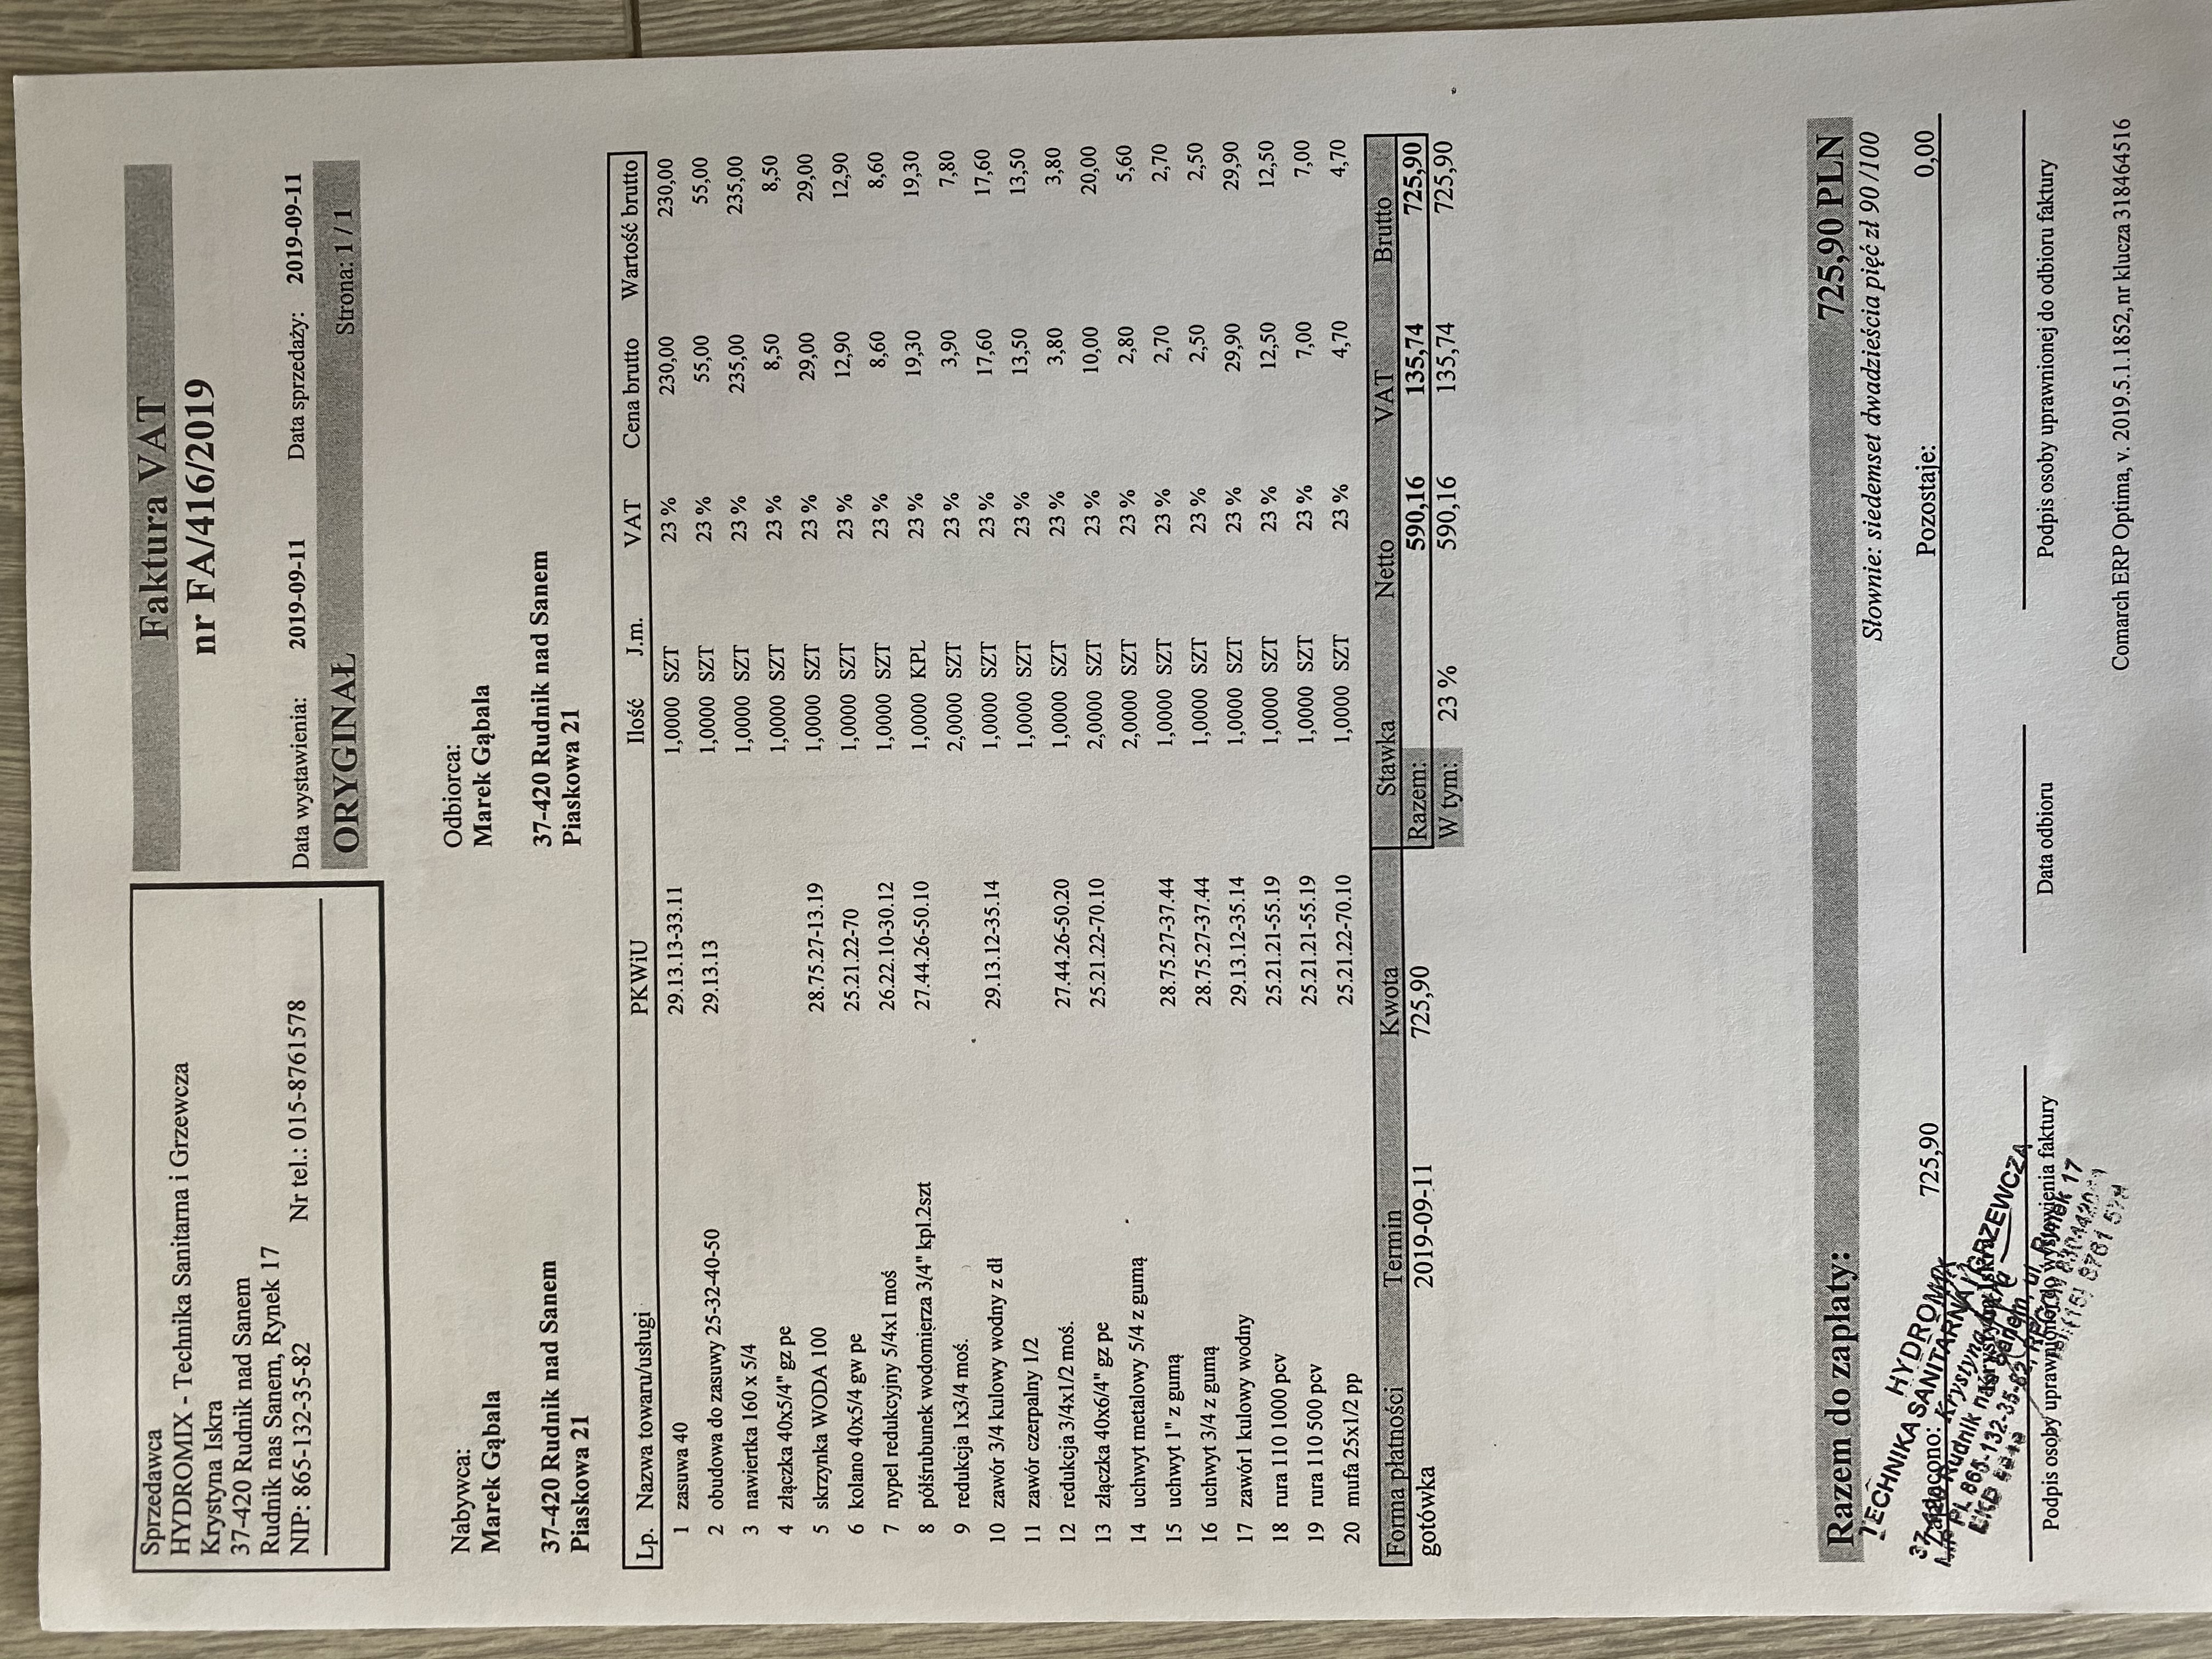 Sprzedawca
HYDROMIX - Technika Sanitarna i Grzewcza
Krystyna Iskra
37-420 Rudnik nad Sanem
Rudnik nas Sanem, Rynek 17
NIP: 865-132-35-82 Nr tel.: 015-8761578
Faktura VAT
nr FA/416/2019
Data wystawienia: 2019-09-11 Data sprzedaży: 2019-09-11
ORYGINAŁ Strona: 1 / 1
Nabywca:
Marek Gąbala
37-420 Rudnik nad Sanem
Piaskowa 21
Odbiorca:
Marek Gąbala
37-420 Rudnik nad Sanem
Piaskowa 21
Lp. Nazwa towaru/usługi PKWiU Ilość J.m. VAT Cena brutto Wartość brutto
1 zasuwa 40 29.13.13-33.11 1,0000 SZT 23 % 230,00 230,00
2 obudowa do zasuwy 25-32-40-50 29.13.13 1,0000 SZT 23 % 55,00 55,00
3 nawiertka 160 x 5/4 1,0000 SZT 23 % 235,00 235,00
4 złączka 40x5/4" gz pe 1,0000 SZT 23 % 8,50 8,50
5 skrzynka WODA 100 28.75.27-13.19 1,0000 SZT 23 % 29,00 29,00
6 kolano 40x5/4 gw pe 25.21.22-70 1,0000 SZT 23 % 12,90 12,90
7 nypel redukcyjny 5/4x1 moś 26.22.10-30.12 1,0000 SZT 23 % 8,60 8,60
8 półśrubunek wodomierza 3/4" kpl.2szt 27.44.26-50.10 1,0000 KPL 23 % 19,30 19,30
9 redukcja 1x3/4 moś. 2,0000 SZT 23 % 3,90 7,80
10 zawór 3/4 kulowy wodny z dł 29.13.12-35.14 1,0000 SZT 23 % 17,60 17,60
11 zawór czerpalny 1/2 1,0000 SZT 23 % 13,50 13,50
12 redukcja 3/4x1/2 moś. 27.44.26-50.20 1,0000 SZT 23 % 3,80 3,80
13 złączka 40x6/4" gz pe 25.21.22-70.10 2,0000 SZT 23 % 10,00 20,00
14 uchwyt metalowy 5/4 z gumą 2,0000 SZT 23 % 2,80 5,60
15 uchwyt 1" z gumą 28.75.27-37.44 1,0000 SZT 23 % 2,70 2,70
16 uchwyt 3/4 z gumą 28.75.27-37.44 1,0000 SZT 23 % 2,50 2,50
17 zawór1 kulowy wodny 29.13.12-35.14 1,0000 SZT 23 % 29,90 29,90
18 rura 110 1000 pcv 25.21.21-55.19 1,0000 SZT 23 % 12,50 12,50
19 rura 110 500 pcv 25.21.21-55.19 1,0000 SZT 23 % 7,00 7,00
20 mufa 25x1/2 pp 25.21.22-70.10 1,0000 SZT 23 % 4,70 4,70
Forma płatności Termin Kwota
gotówka 2019-09-11 725,90
Stawka Netto VAT Brutto
Razem: 590,16 135,74 725,90
W tym: 23 % 590,16 135,74 725,90
Razem do zapłaty: 725,90 PLN
Słownie: siedemset dwadzieścia pięć zł 90 /100
Zapłacono: 725,90 Pozostaje: 0,00
HYDROMIX
TECHNIKA SANITARNA I GRZEWCZA
Krystyna Iskra
37-420 Rudnik nad Sanem, ul. Rynek 17
NIP PL 865-132-35-82, REGON
tel.(15) 8761 578
Krystyna Iskra
Podpis osoby uprawnionej do wystawienia faktury
Data odbioru
Podpis osoby uprawnionej do odbioru faktury
Comarch ERP Optima, v. 2019.5.1.1852, nr klucza 318464516